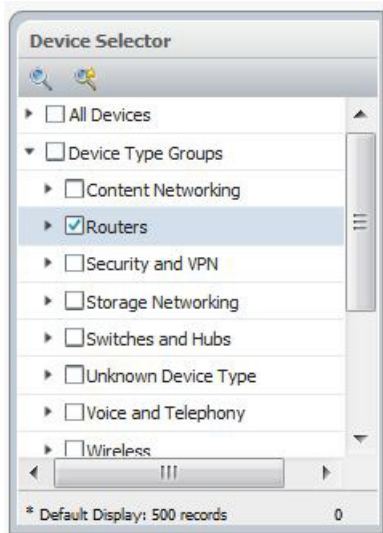 Device Selector
All Devices
Device Type Groups
Content Networking
Routers
Security and VPN
Storage Networking
Switches and Hubs
Unknown Device Type
Voice and Telephony
Wireless
* Default Display: 500 records 0